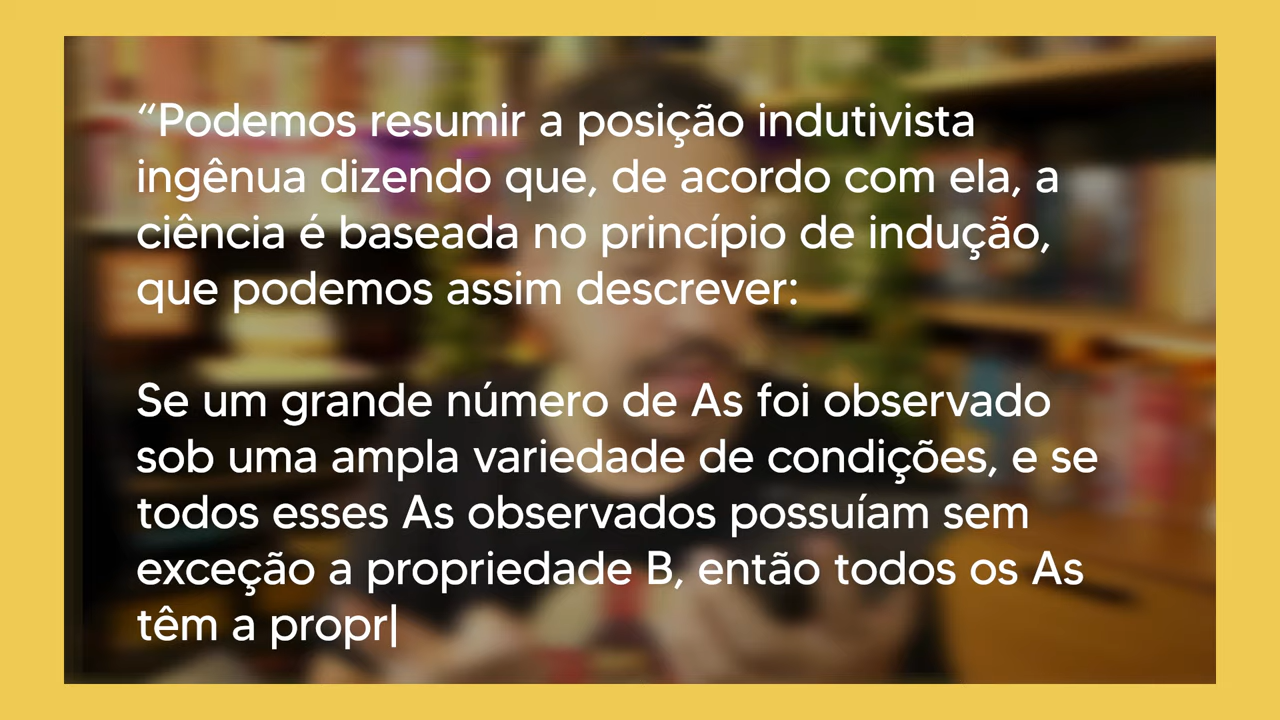 “Podemos resumir a posição indutivista
ingênua dizendo que, de acordo com ela, a
ciência é baseada no princípio de indução,
que podemos assim descrever:
Se um grande número de As foi observado
sob uma ampla variedade de condições, e se
todos esses As observados possuíam sem
exceção a propriedade B, então todos os As
têm a propr|